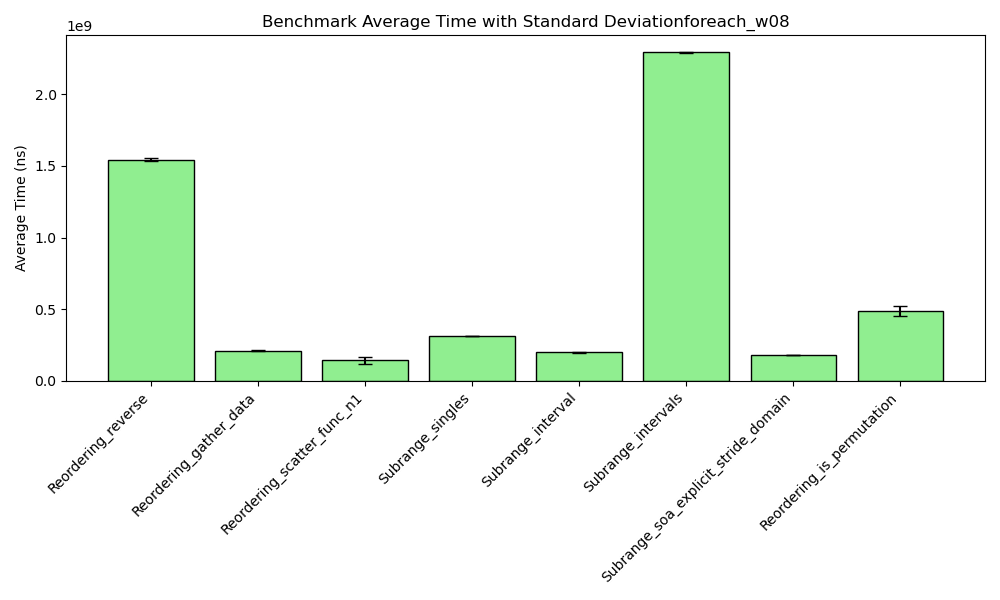 Benchmark Average Time with Standard Deviationforeach_w08
1e9
Average Time (ns)
2.0
1.5
1.0
0.5
0.0
Reordering_reverse
Reordering_gather_data
Reordering_scatter_func_n1
Subrange_singles
Subrange_interval
Subrange_intervals
Subrange_soa_explicit_stride_domain
Reordering_is_permutation